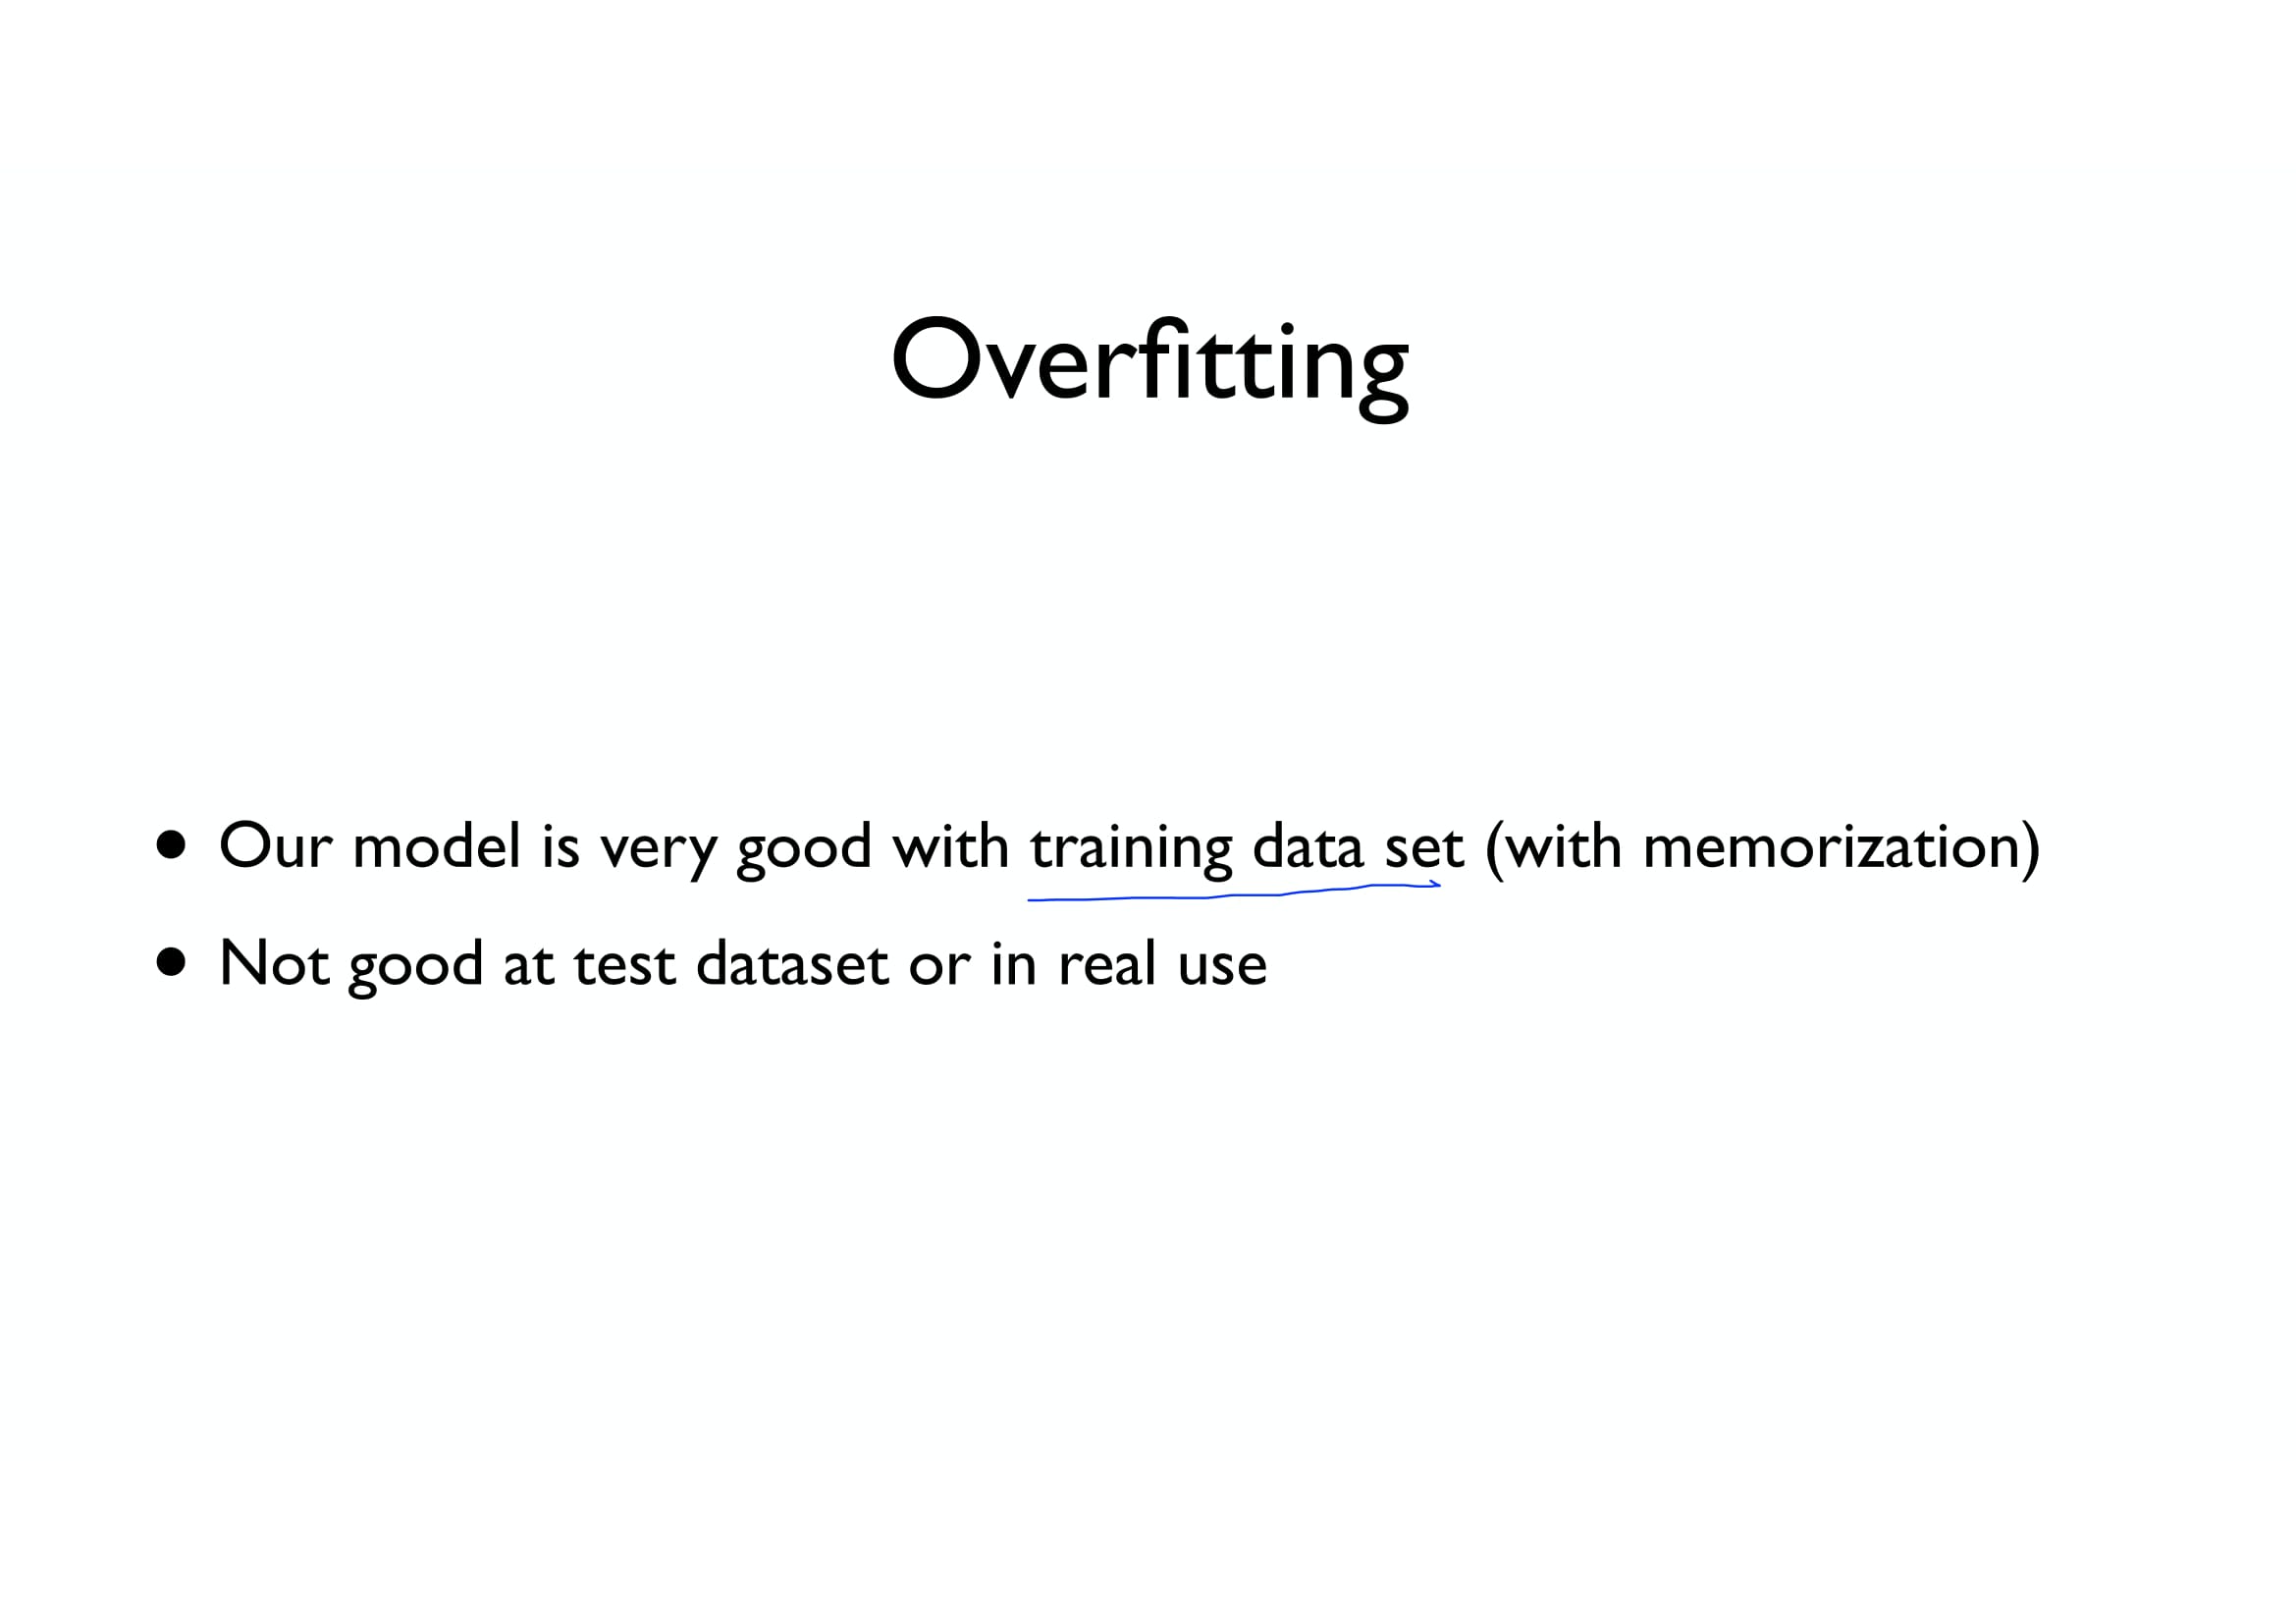 Overfitting
● Our model is very good with training data set (with memorization)
● Not good at test dataset or in real use